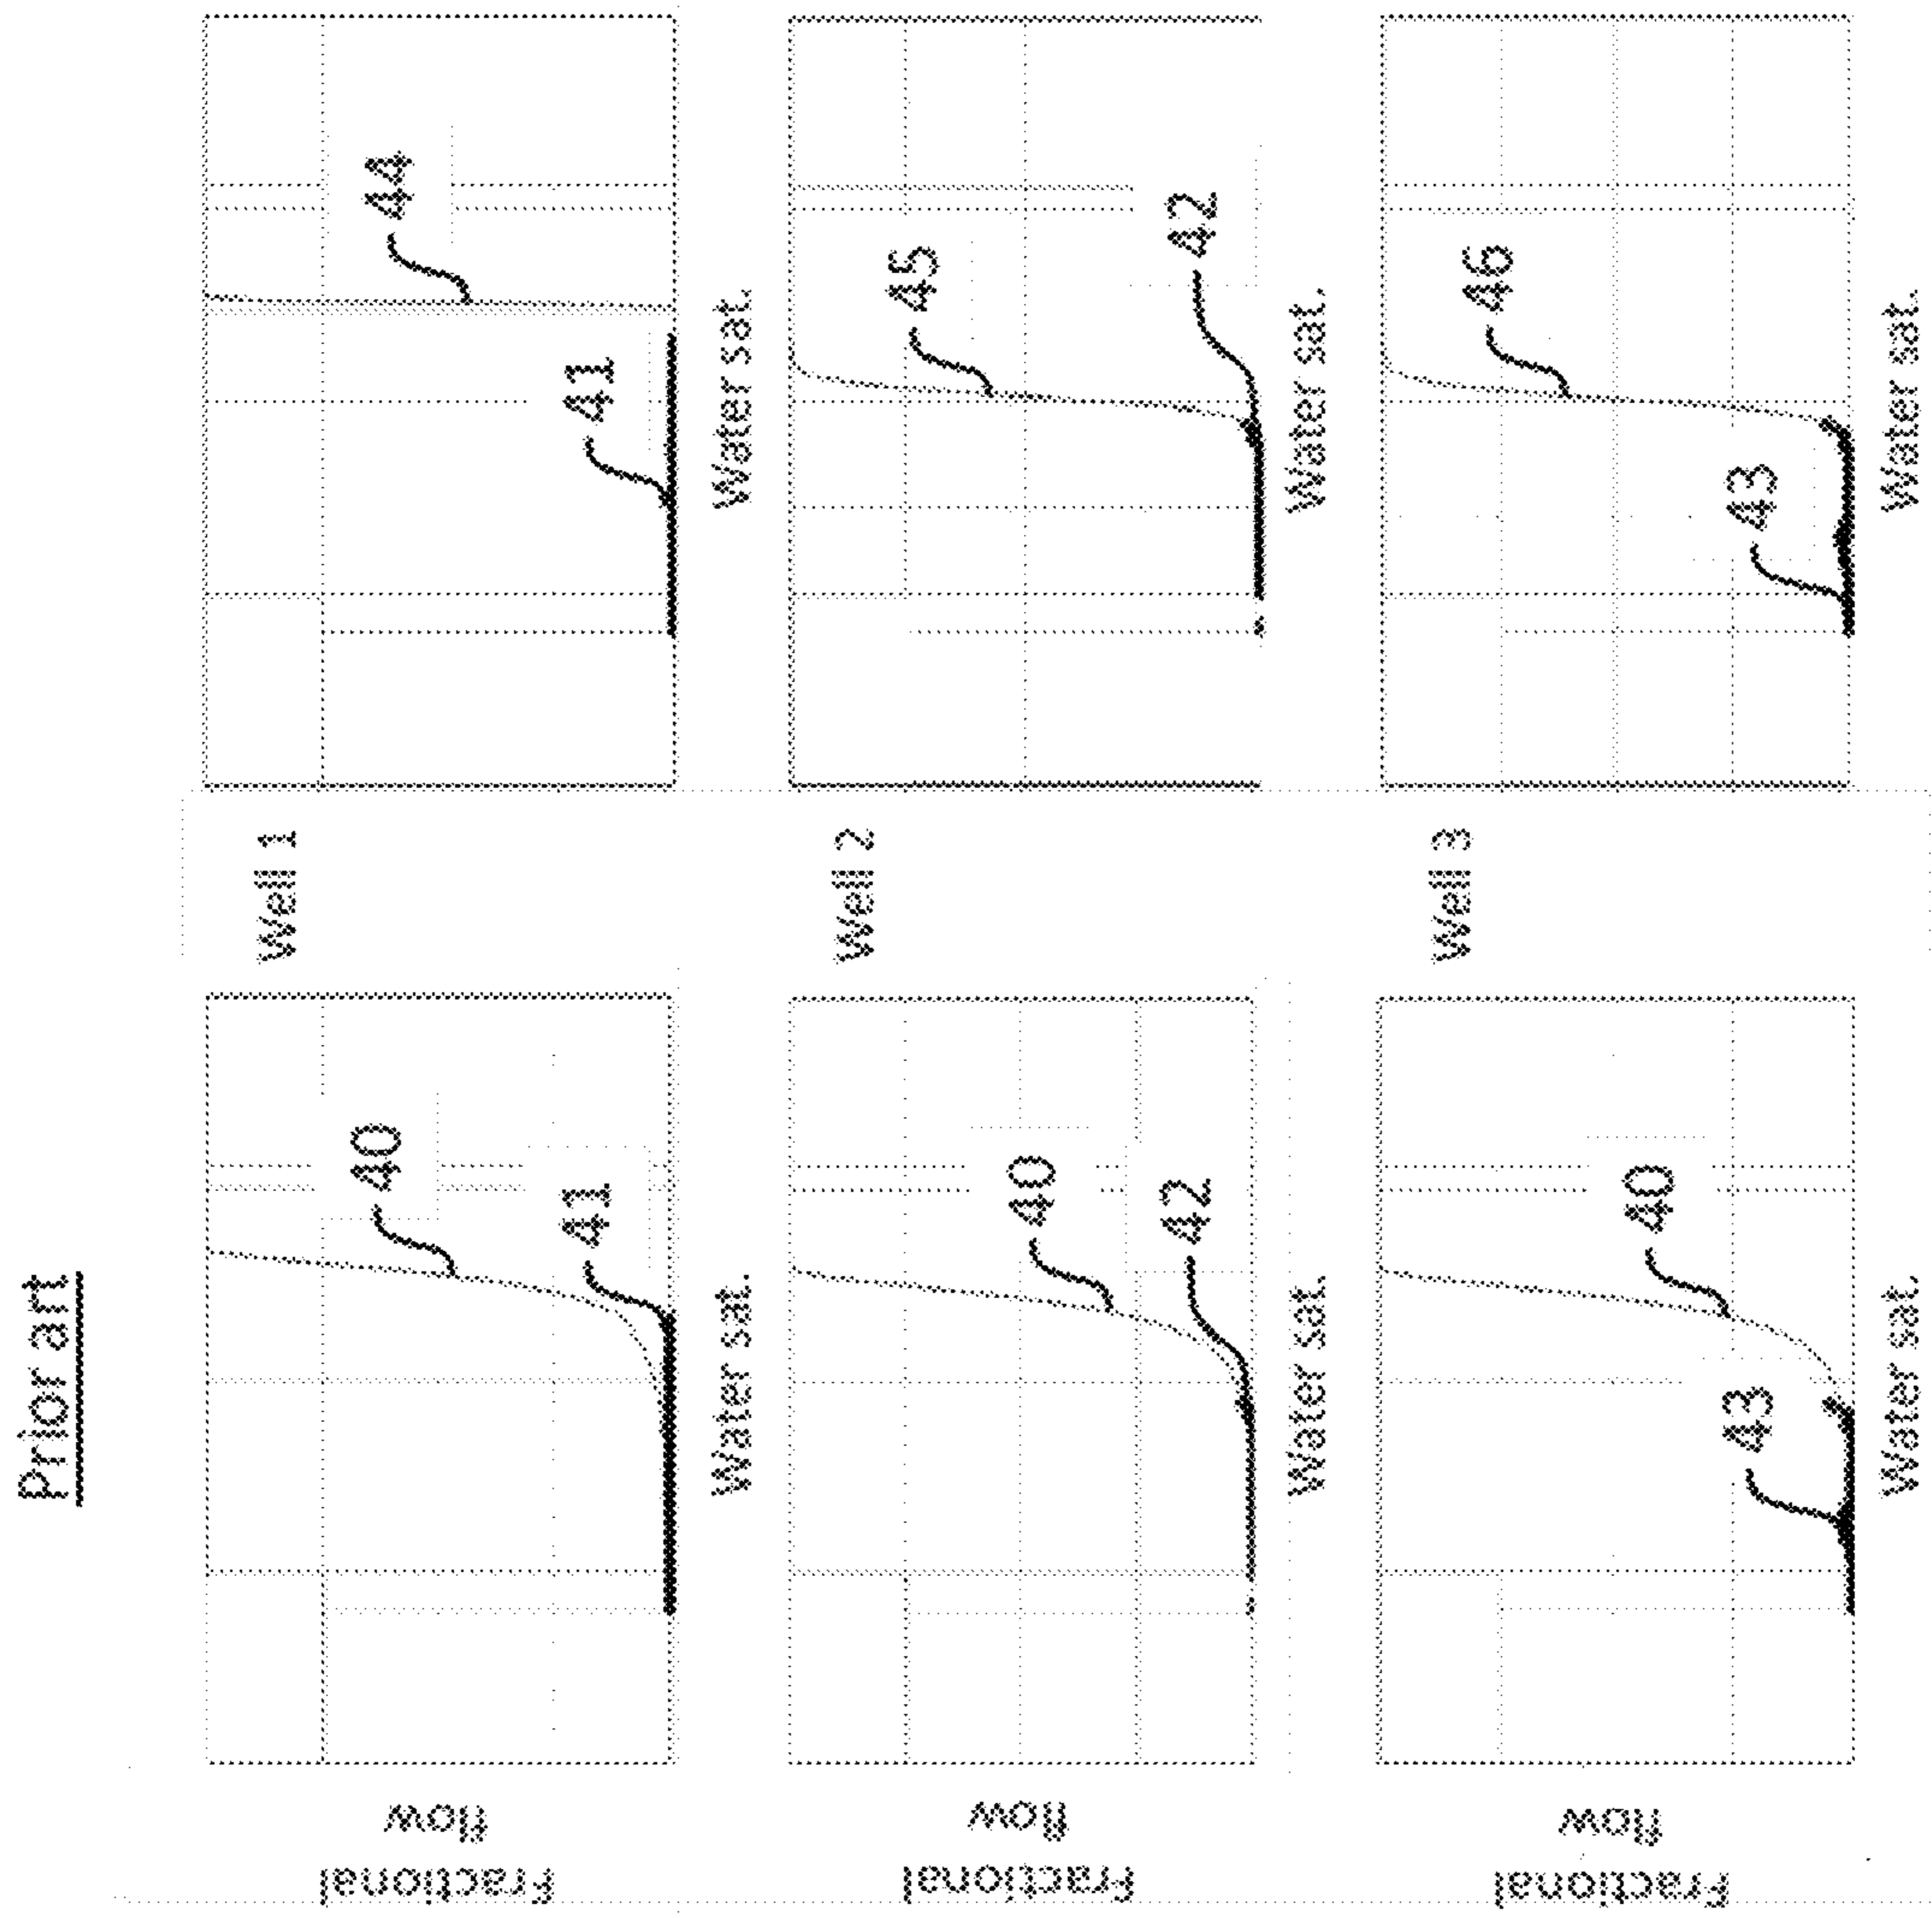 Prior art
Fractional
flow
40
41
Water sat.
Well 1
44
41
Water sat.
Fractional
flow
40
42
Water sat.
Well 2
45
42
Water sat.
Fractional
flow
40
43
Water sat.
Well 3
46
43
Water sat.